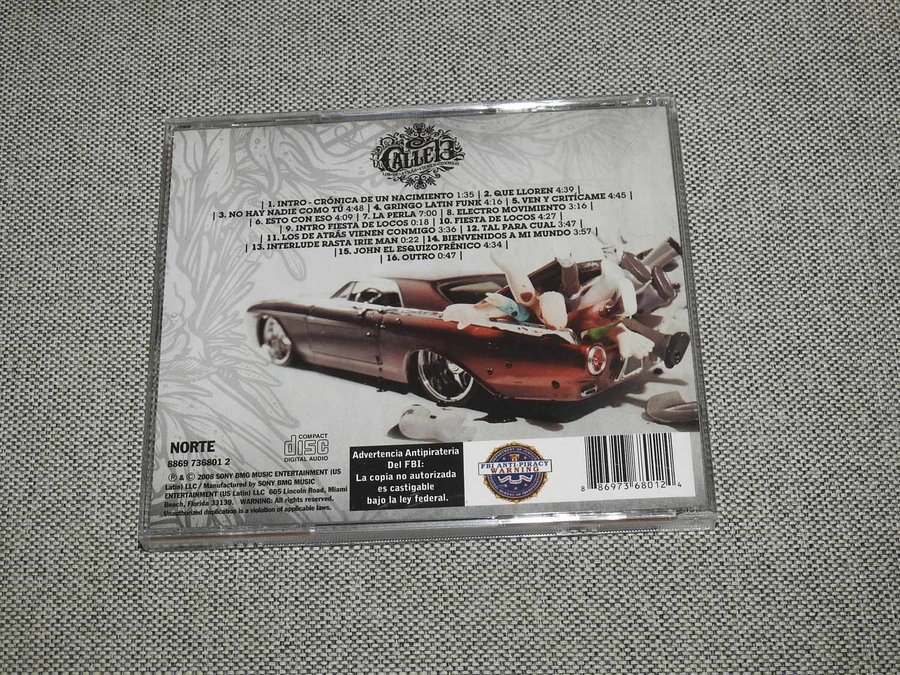 CALLE 13
| 1. INTRO - CRÓNICA DE UN NACIMIENTO 1:35 | 2. QUE LLOREN 4:39 |
| 3. NO HAY NADIE COMO TÚ 4:48 | 4. GRINGO LATIN FUNK 4:16 | 5. VEN Y CRITÍCAME 4:45 |
| 6. ESTO CON ESO 4:09 | 7. LA PERLA 7:00 | 8. ELECTRO MOVIMIENTO 3:16 |
| 9. INTRO FIESTA DE LOCOS 0:18 | 10. FIESTA DE LOCOS 4:27 |
| 11. LOS DE ATRÁS VIENEN CONMIGO 3:36 | 12. TAL PARA CUAL 3:47 |
| 13. INTERLUDE RASTA IRIE MAN 0:22 | 14. BIENVENIDOS A MI MUNDO 3:57 |
| 15. JOHN EL ESQUIZOFRÉNICO 4:34 |
| 16. OUTRO 0:47 |
NORTE
8869 736801 2
COMPACT
disc
DIGITAL AUDIO
℗ & © 2008 SONY BMG MUSIC ENTERTAINMENT (US
Latin) LLC / Manufactured by SONY BMG MUSIC
ENTERTAINMENT (US Latin) LLC 605 Lincoln Road, Miami
Beach, Florida 33139. WARNING: All rights reserved.
Unauthorized duplication is a violation of applicable laws.
Advertencia Antipirateria
Del FBI:
La copia no autorizada
es castigable
bajo la ley federal.
FBI ANTI-PIRACY
WARNING
8 86973 68012 4